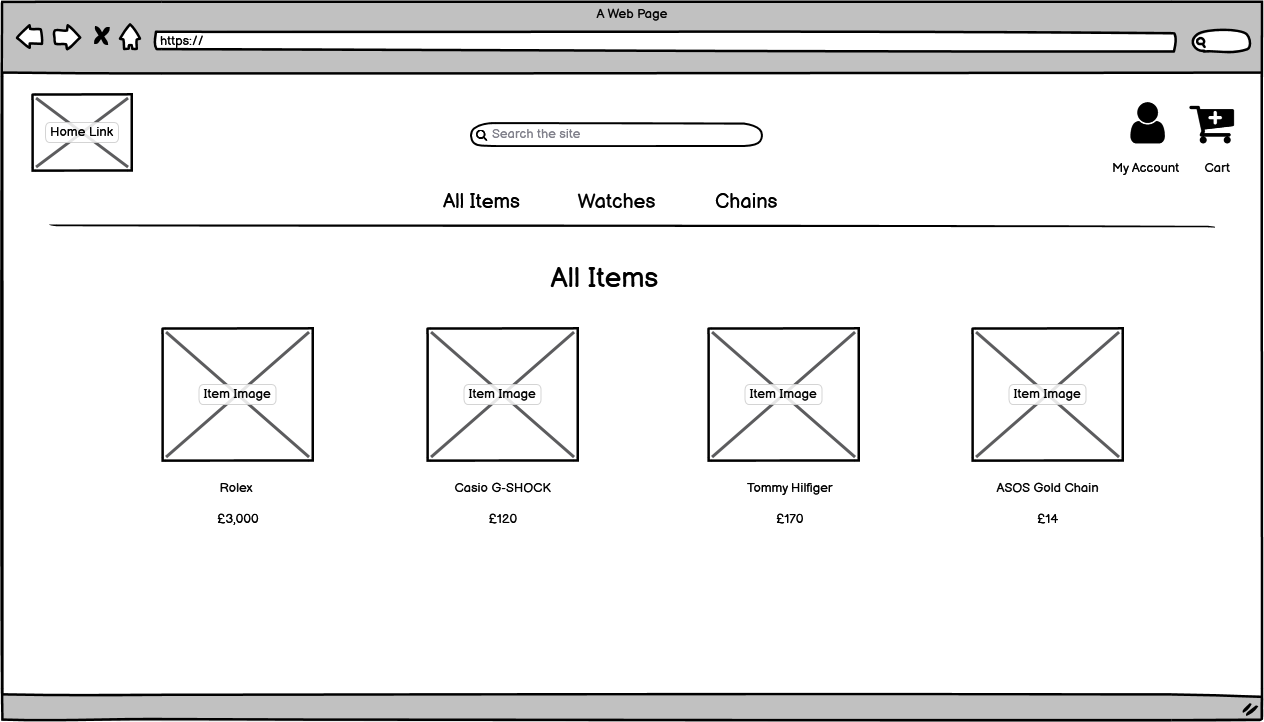 A Web Page
https://
Home Link
Search the site
My Account Cart
All Items Watches Chains
All Items
Item Image Item Image Item Image Item Image
Rolex Casio G-SHOCK Tommy Hilfiger ASOS Gold Chain
£3,000 £120 £170 £14